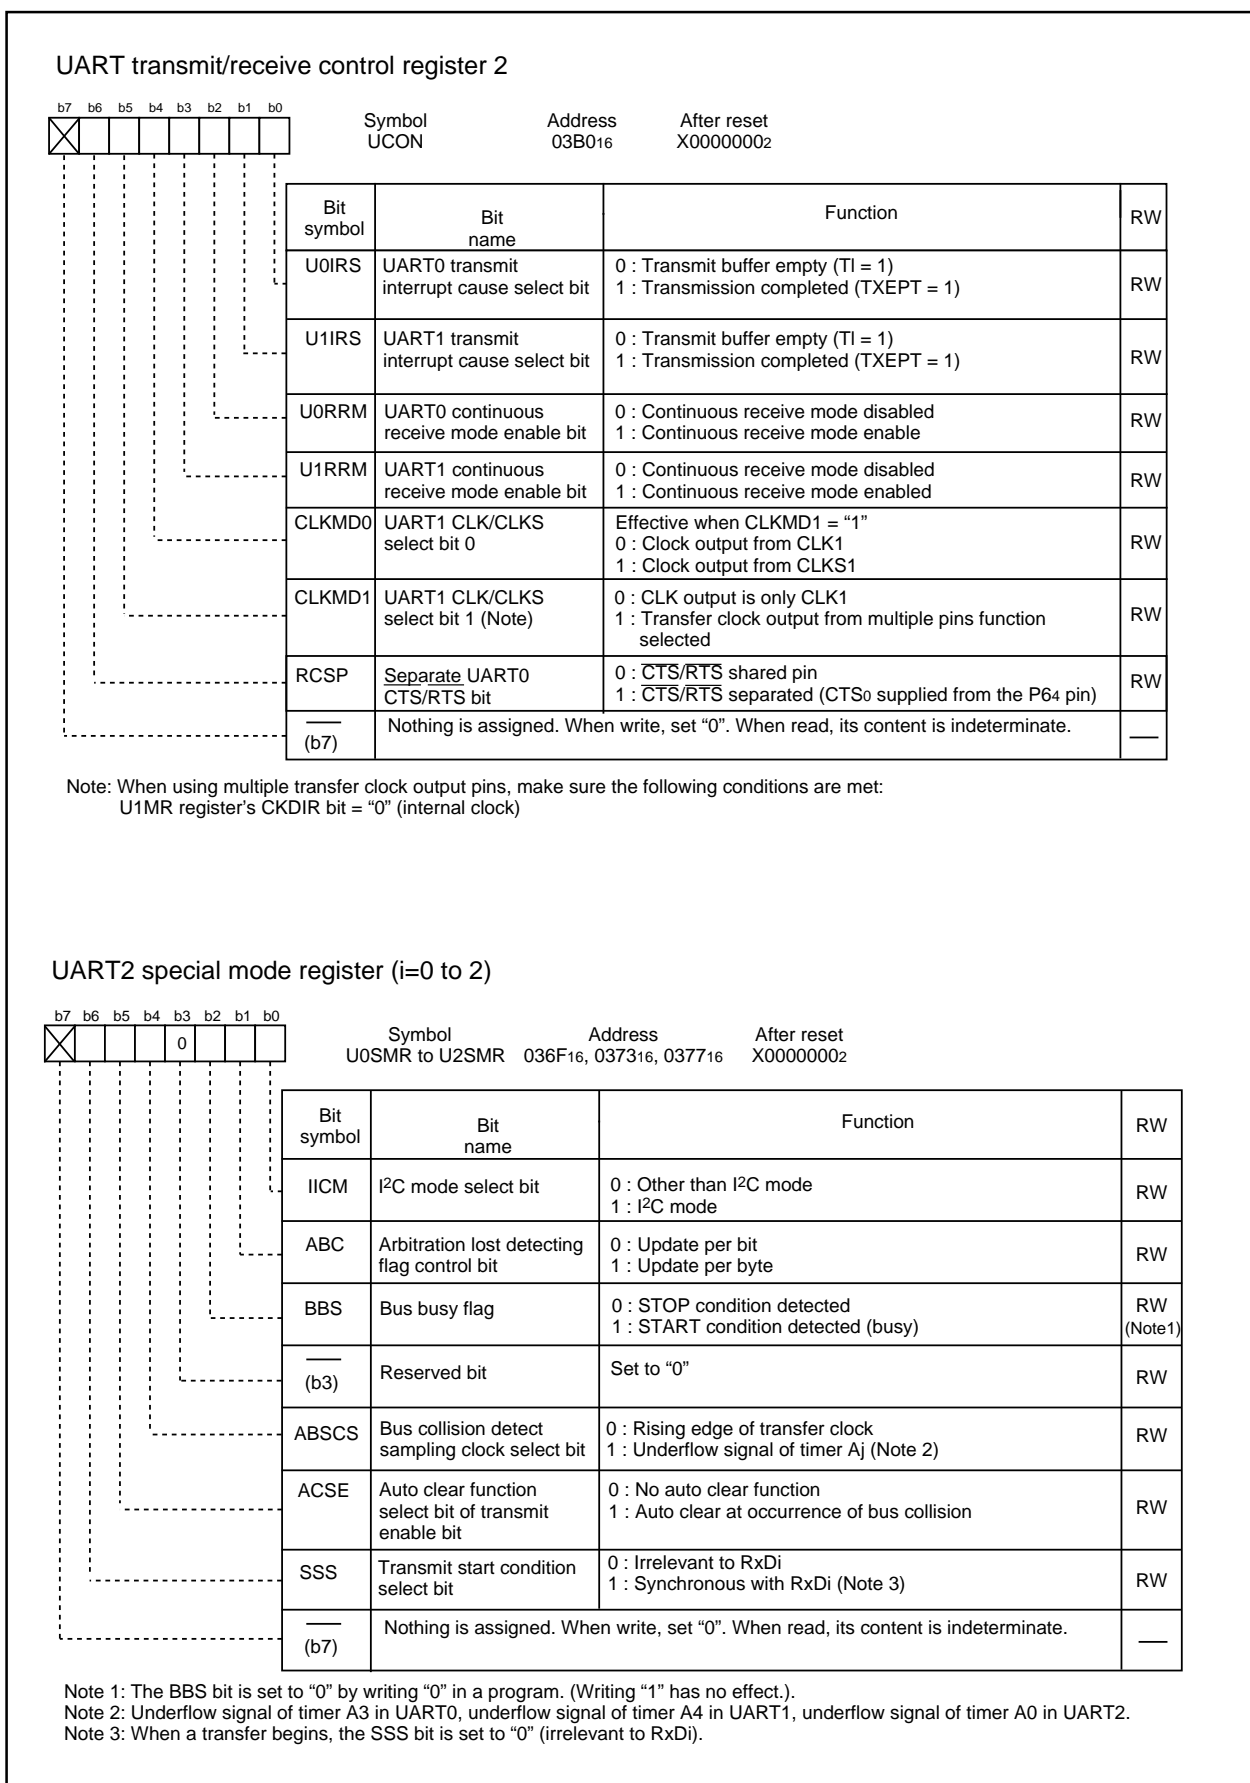 UART transmit/receive control register 2
b7 b6 b5 b4 b3 b2 b1 b0
Symbol Address After reset
UCON 03B016 X00000002
Bit symbol Bit name Function RW
U0IRS UART0 transmit 0 : Transmit buffer empty (Tl = 1)
interrupt cause select bit 1 : Transmission completed (TXEPT = 1) RW
U1IRS UART1 transmit 0 : Transmit buffer empty (Tl = 1)
interrupt cause select bit 1 : Transmission completed (TXEPT = 1) RW
U0RRM UART0 continuous 0 : Continuous receive mode disabled
receive mode enable bit 1 : Continuous receive mode enable RW
U1RRM UART1 continuous 0 : Continuous receive mode disabled
receive mode enable bit 1 : Continuous receive mode enabled RW
CLKMD0 UART1 CLK/CLKS Effective when CLKMD1 = “1”
select bit 0 0 : Clock output from CLK1 RW
1 : Clock output from CLKS1
CLKMD1 UART1 CLK/CLKS 0 : CLK output is only CLK1
select bit 1 (Note) 1 : Transfer clock output from multiple pins function RW
selected
RCSP Separate UART0 0 : CTS/RTS shared pin
CTS/RTS bit 1 : CTS/RTS separated (CTS0 supplied from the P64 pin) RW
Nothing is assigned. When write, set “0”. When read, its content is indeterminate.
(b7)
Note: When using multiple transfer clock output pins, make sure the following conditions are met:
U1MR register’s CKDIR bit = “0” (internal clock)
UART2 special mode register (i=0 to 2)
b7 b6 b5 b4 b3 b2 b1 b0
0
Symbol Address After reset
U0SMR to U2SMR 036F16, 037316, 037716 X00000002
Bit symbol Bit name Function RW
IICM I2C mode select bit 0 : Other than I2C mode
1 : I2C mode RW
ABC Arbitration lost detecting 0 : Update per bit
flag control bit 1 : Update per byte RW
BBS Bus busy flag 0 : STOP condition detected RW
1 : START condition detected (busy) (Note1)
Reserved bit Set to “0”
(b3) RW
ABSCS Bus collision detect 0 : Rising edge of transfer clock RW
sampling clock select bit 1 : Underflow signal of timer Aj (Note 2)
ACSE Auto clear function 0 : No auto clear function
select bit of transmit 1 : Auto clear at occurrence of bus collision RW
enable bit
SSS Transmit start condition 0 : Irrelevant to RxDi
select bit 1 : Synchronous with RxDi (Note 3) RW
Nothing is assigned. When write, set “0”. When read, its content is indeterminate.
(b7)
Note 1: The BBS bit is set to “0” by writing “0” in a program. (Writing “1” has no effect.).
Note 2: Underflow signal of timer A3 in UART0, underflow signal of timer A4 in UART1, underflow signal of timer A0 in UART2.
Note 3: When a transfer begins, the SSS bit is set to “0” (irrelevant to RxDi).